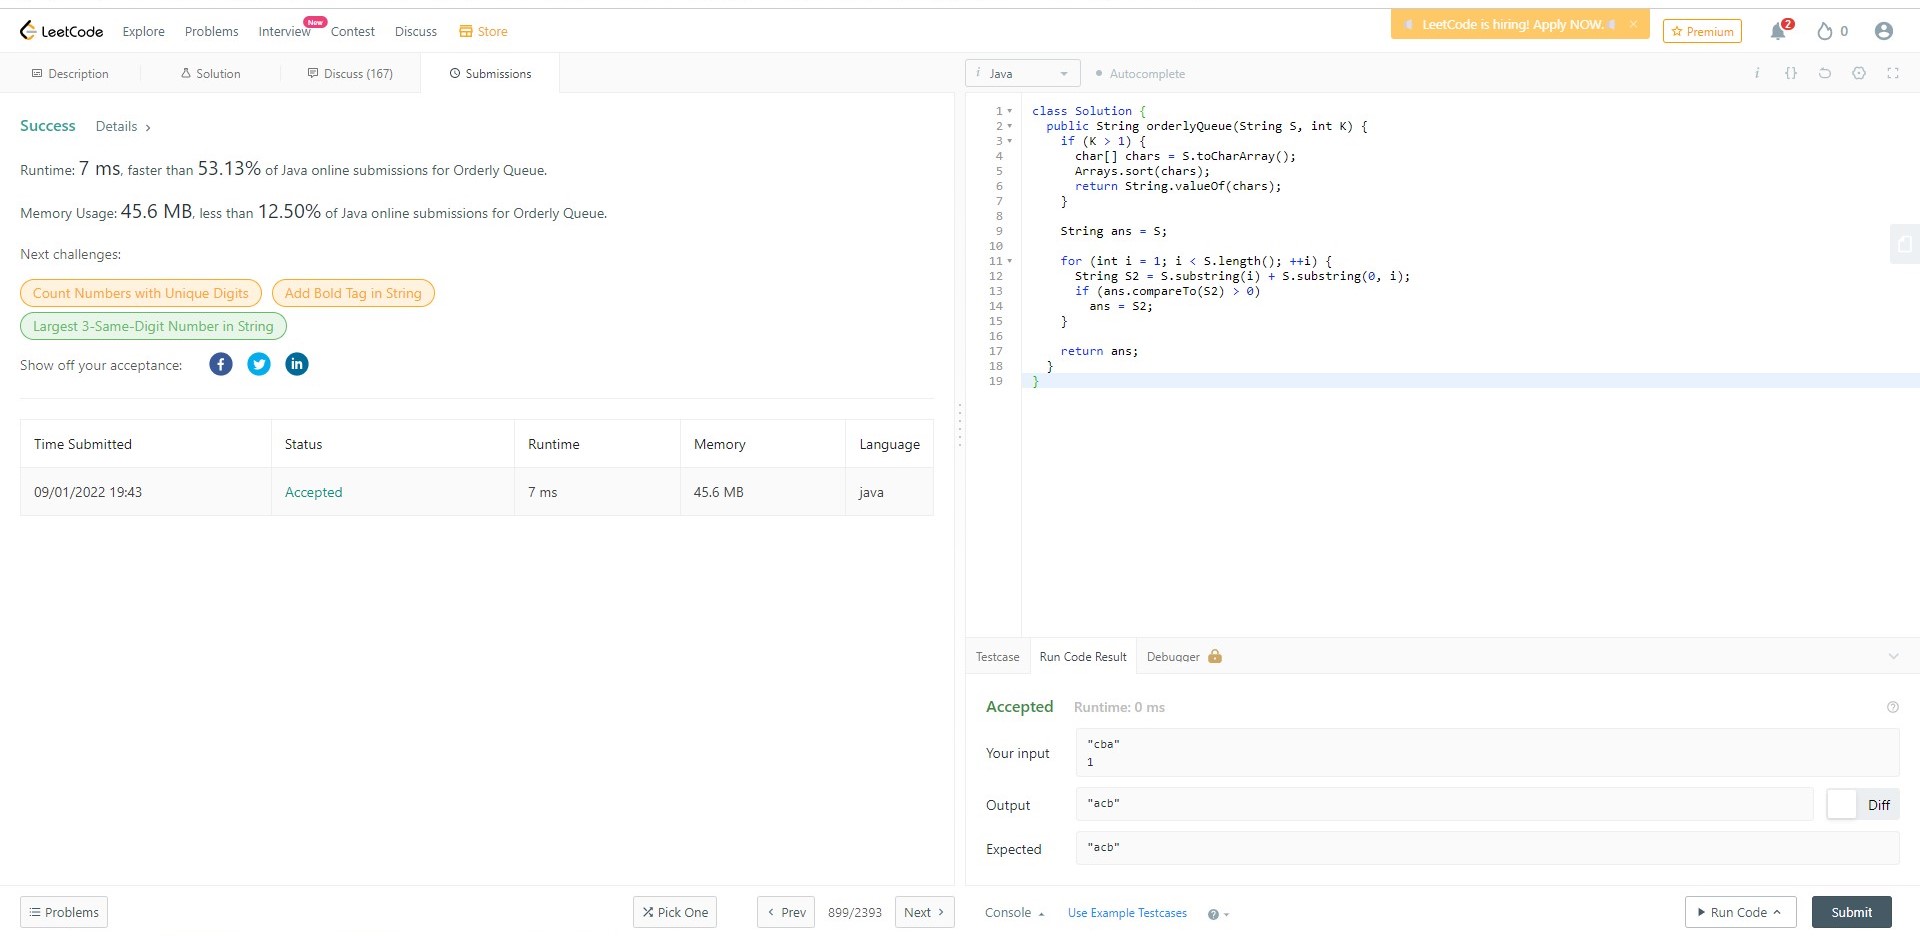 LeetCode
Explore
Problems
Interview
New
Contest
Discuss
Store
LeetCode is hiring! Apply NOW.
×
Premium
2
0
Description
Solution
Discuss (167)
Submissions
i Java
Autocomplete
i
{}
Success
Details >
Runtime: 7 ms, faster than 53.13% of Java online submissions for Orderly Queue.
Memory Usage: 45.6 MB, less than 12.50% of Java online submissions for Orderly Queue.
Next challenges:
Count Numbers with Unique Digits
Add Bold Tag in String
Largest 3-Same-Digit Number in String
Show off your acceptance:
f
in
Time Submitted Status Runtime Memory Language
09/01/2022 19:43 Accepted 7 ms 45.6 MB java
1 class Solution {
2   public String orderlyQueue(String S, int K) {
3     if (K > 1) {
4       char[] chars = S.toCharArray();
5       Arrays.sort(chars);
6       return String.valueOf(chars);
7     }
8
9     String ans = S;
10
11     for (int i = 1; i < S.length(); ++i) {
12       String S2 = S.substring(i) + S.substring(0, i);
13       if (ans.compareTo(S2) > 0)
14         ans = S2;
15     }
16
17     return ans;
18   }
19 }
Testcase
Run Code Result
Debugger
Accepted
Runtime: 0 ms
?
Your input
"cba"
1
Output
"acb"
Diff
Expected
"acb"
Problems
Pick One
< Prev
899/2393
Next >
Console
Use Example Testcases
?
Run Code
Submit